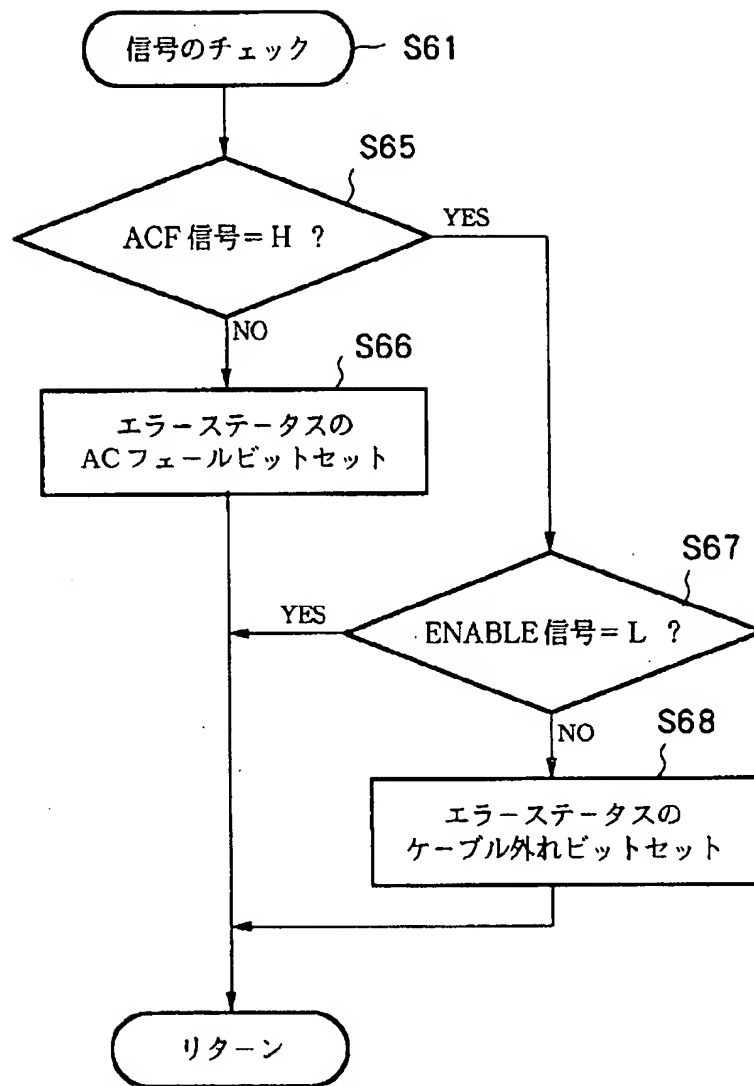 信号のチェック
S61
S65
ACF信号=H ?
YES
NO
S66
エラーステータスの
ACフェールビットセット
S67
YES
ENABLE信号=L ?
S68
NO
エラーステータスの
ケーブル外れビットセット
リターン